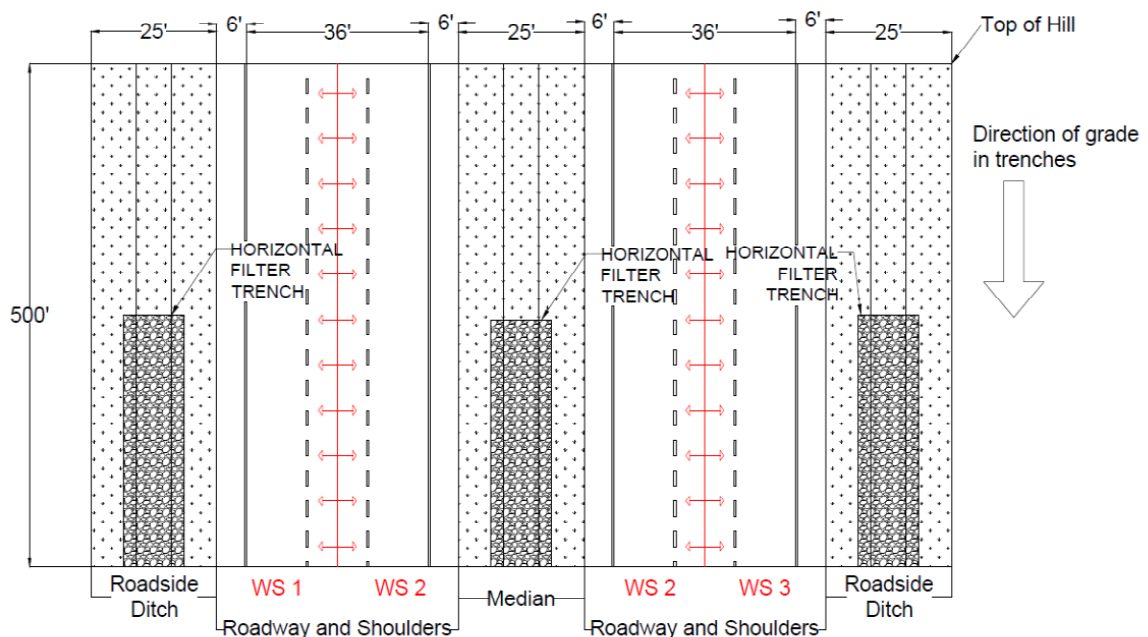 6' 6' 6' 6'
25' 36' 25' 36' 25'
Top of Hill
Direction of grade
in trenches
HORIZONTAL
FILTER
TRENCH
HORIZONTAL
FILTER
TRENCH
HORIZONTAL
FILTER
TRENCH
500'
Roadside
Ditch
WS 1
WS 2
Median
WS 2
WS 3
Roadside
Ditch
Roadway and Shoulders
Roadway and Shoulders